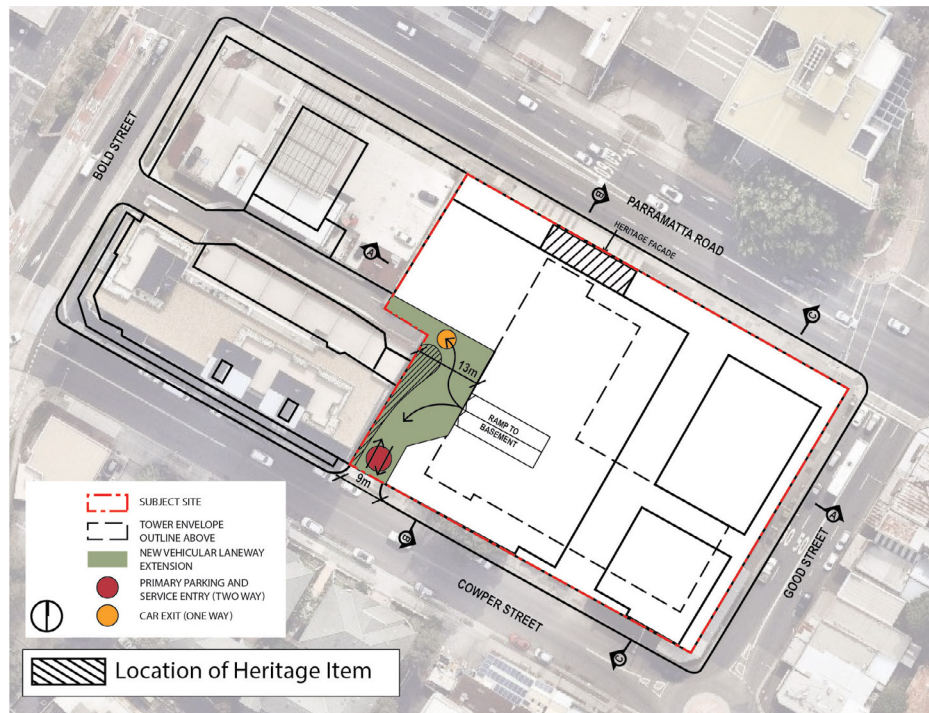 BOLD STREET
PARRAMATTA ROAD
HERITAGE FACADE
B
A
C
13m
RAMP TO
BASEMENT
9m
B
COWPER STREET
C
GOOD STREET
A
SUBJECT SITE
TOWER ENVELOPE
OUTLINE ABOVE
NEW VEHICULAR LANEWAY
EXTENSION
PRIMARY PARKING AND
SERVICE ENTRY (TWO WAY)
CAR EXIT (ONE WAY)
Location of Heritage Item